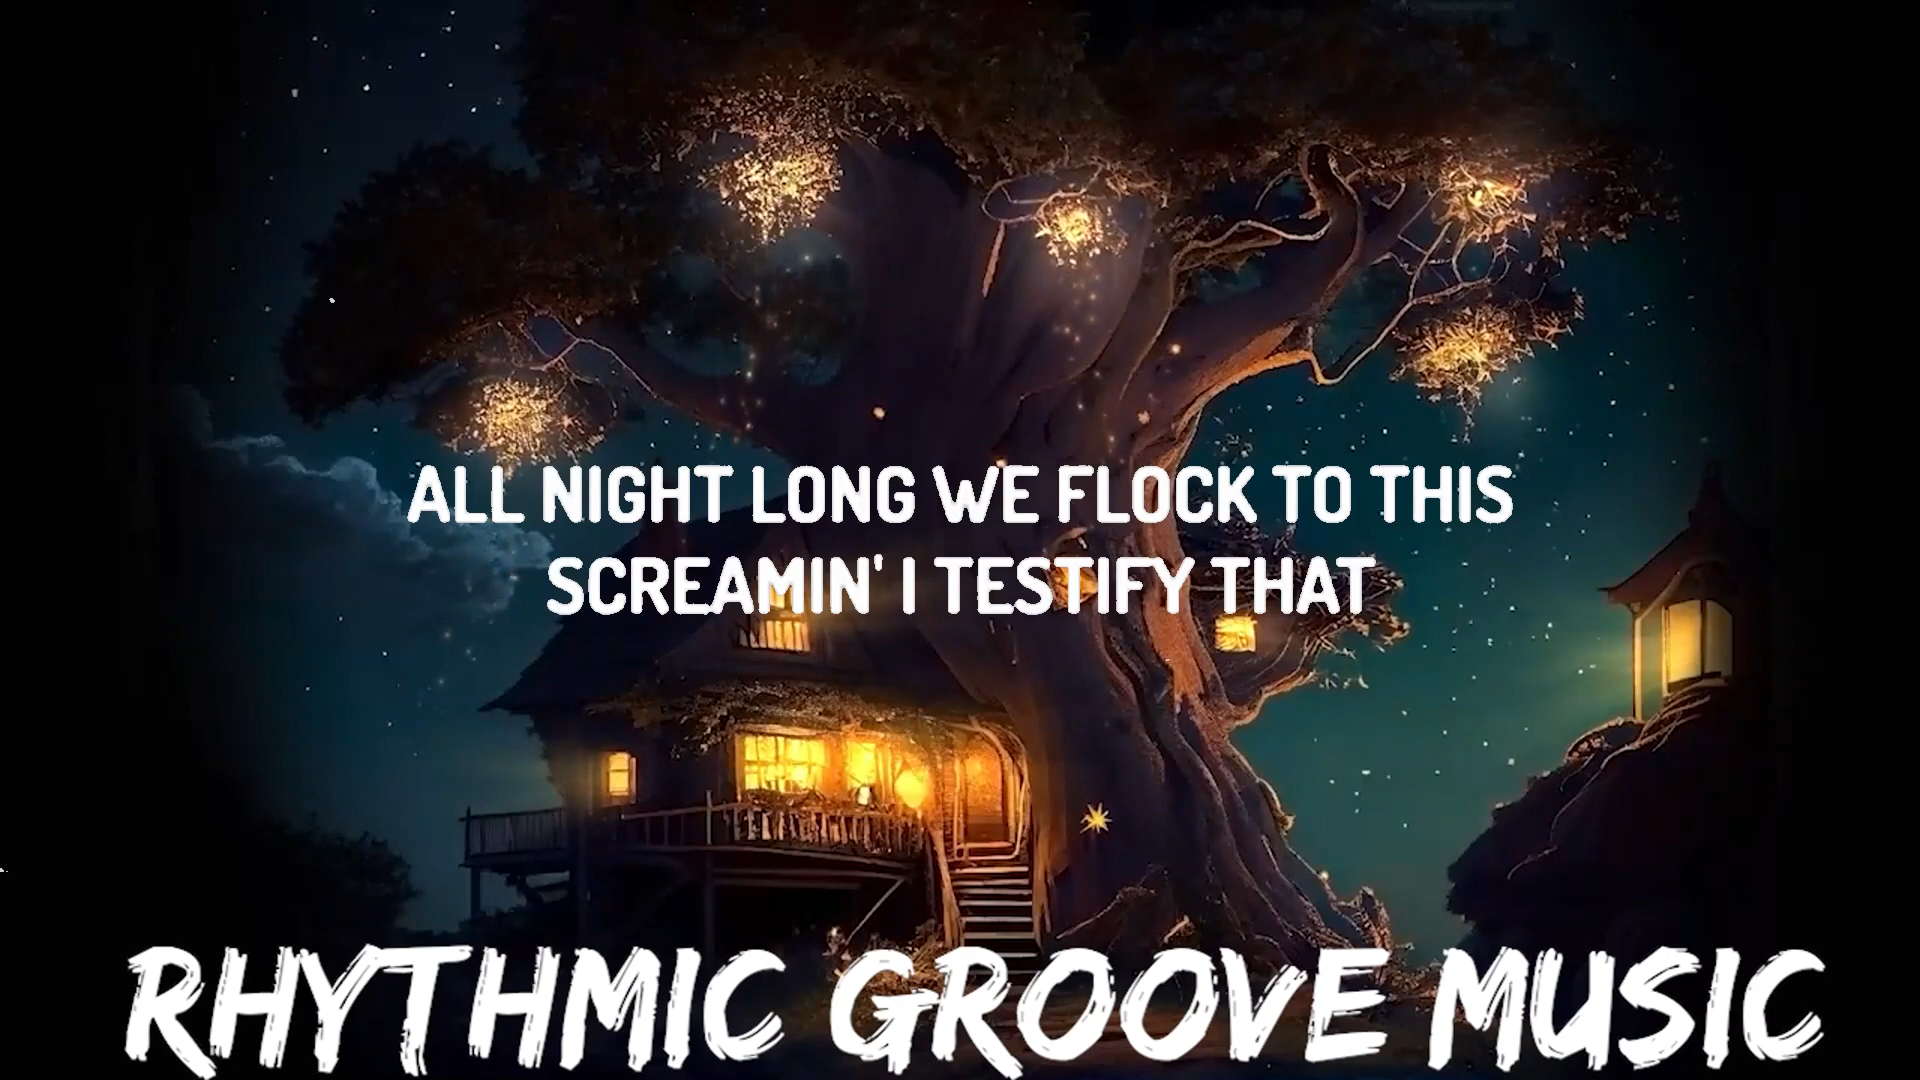 ALL NIGHT LONG WE FLOCK TO THIS
SCREAMIN' I TESTIFY THAT
RHYTHMIC GROOVE MUSIC